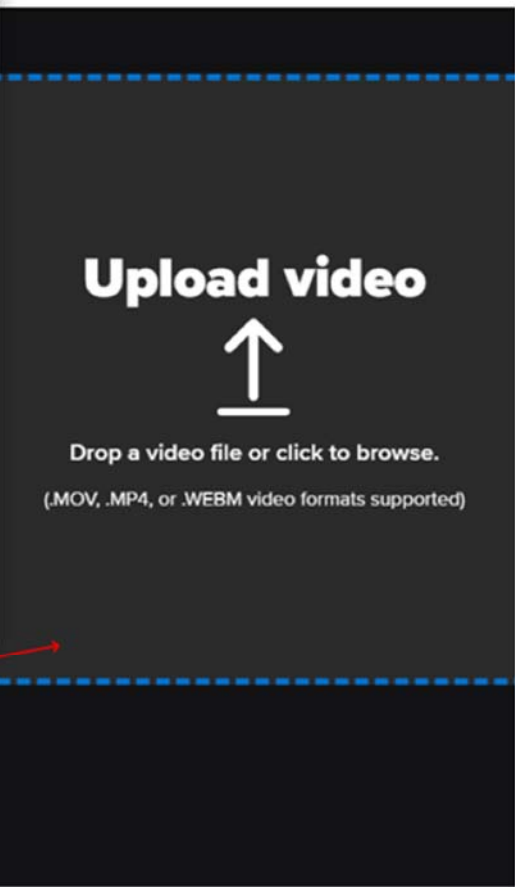 Upload video
Drop a video file or click to browse.
(.MOV, .MP4, or .WEBM video formats supported)